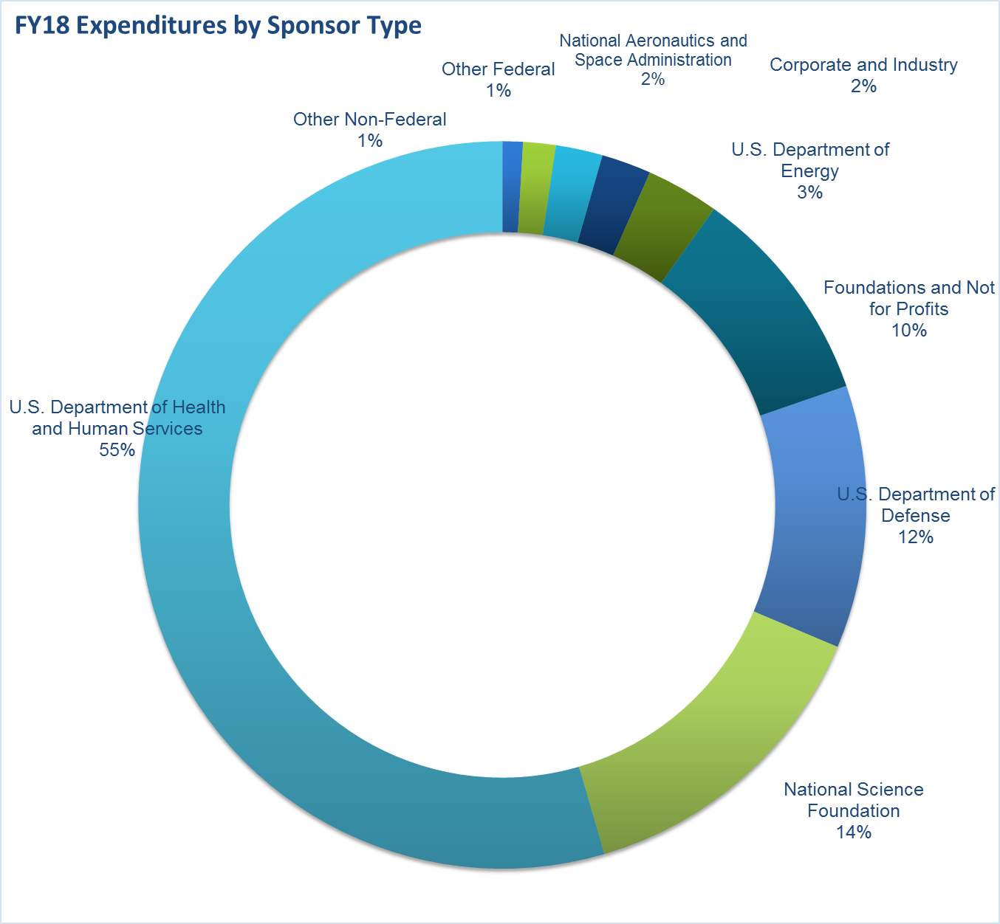 FY18 Expenditures by Sponsor Type
National Aeronautics and
Space Administration
2%
Other Federal
1%
Corporate and Industry
2%
Other Non-Federal
1%
U.S. Department of
Energy
3%
Foundations and Not
for Profits
10%
U.S. Department of Health
and Human Services
55%
U.S. Department of
Defense
12%
National Science
Foundation
14%